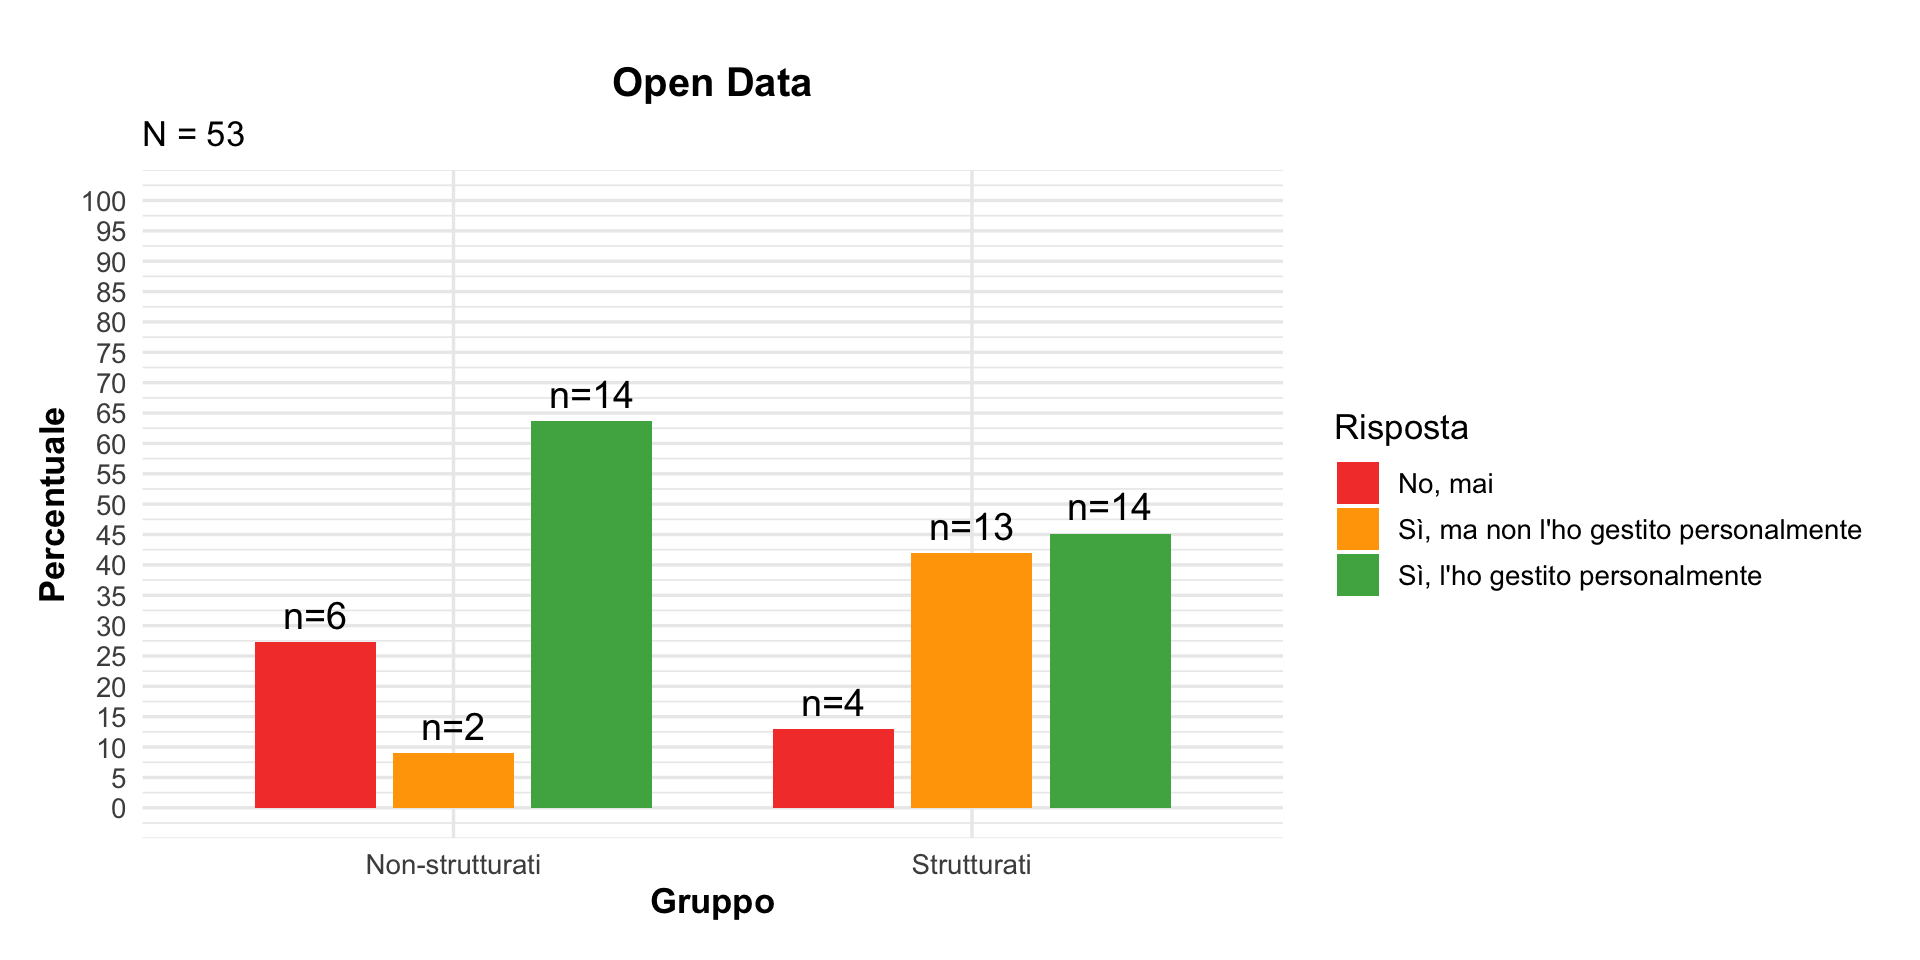 Open Data
N = 53
100
95
90
85
80
75
70
65
60
55
50
45
40
35
30
25
20
15
10
5
0
Percentuale
n=6
n=2
n=14
n=4
n=13
n=14
Non-strutturati
Strutturati
Gruppo
Risposta
No, mai
Sì, ma non l'ho gestito personalmente
Sì, l'ho gestito personalmente